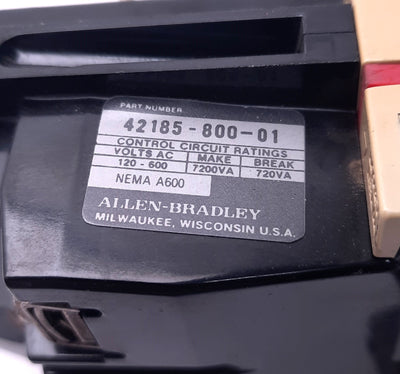 PART NUMBER
42185-800-01
CONTROL CIRCUIT RATINGS
VOLTS AC MAKE BREAK
120-600 7200VA 720VA
NEMA A600
ALLEN-BRADLEY
MILWAUKEE, WISCONSIN U.S.A.